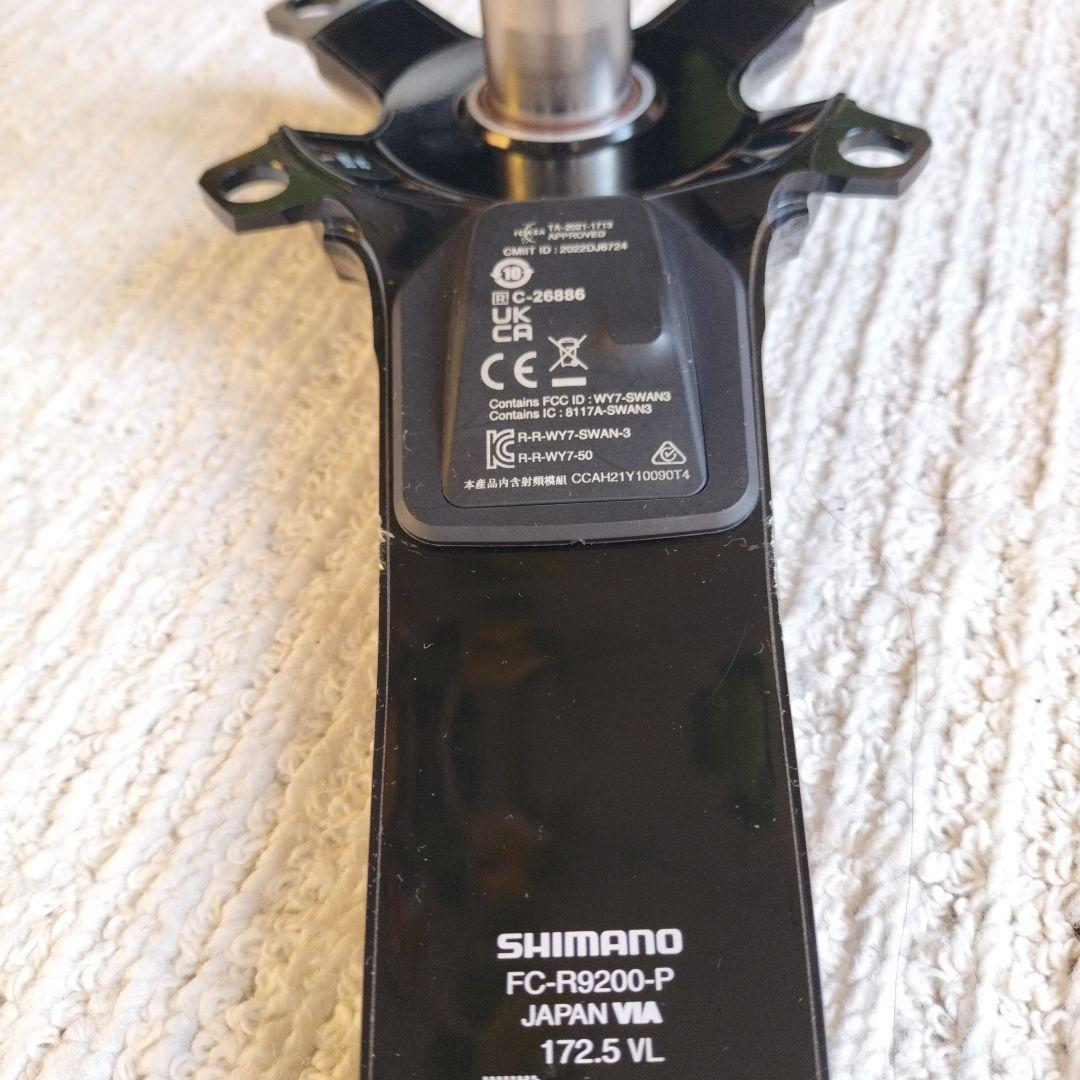 TA-2021-1713
APPROVED
CMIIT ID : 2022DJ6724
10
R C-26886
UK
CA
CE
Contains FCC ID : WY7-SWAN3
Contains IC : 8117A-SWAN3
R-R-WY7-SWAN-3
R-R-WY7-50
本產品內含射頻模組 CCAH21Y10090T4
SHIMANO
FC-R9200-P
JAPAN VIA
172.5 VL